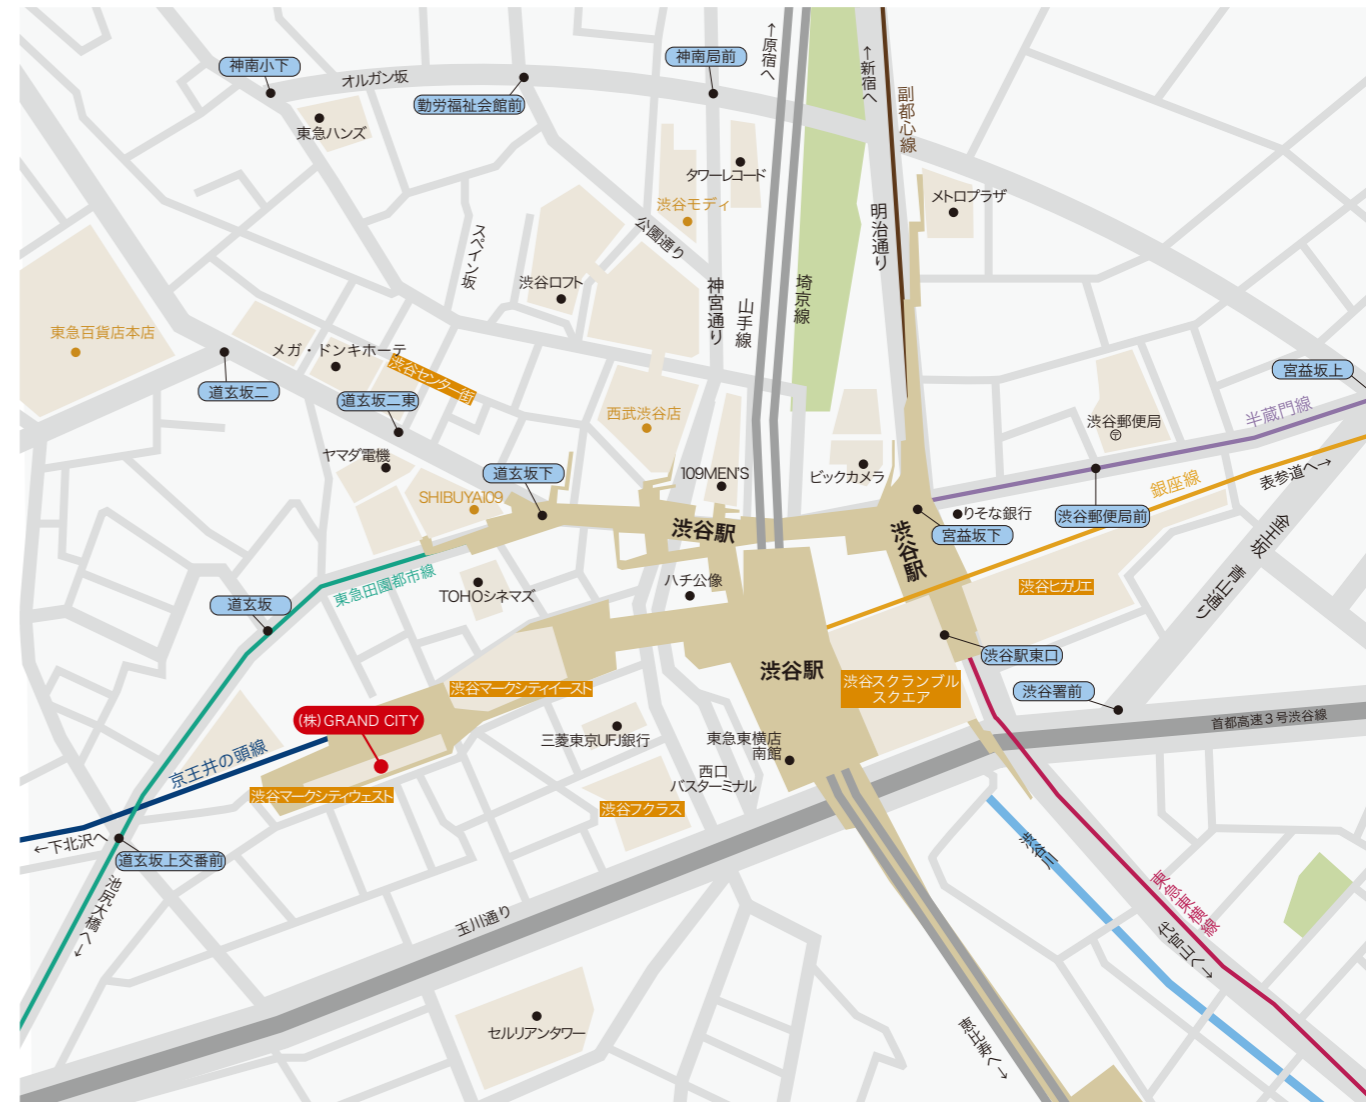 神南小下
オルガン坂
勤労福祉会館前
神南局前
↑原宿へ
↑新宿へ
副都心線
東急ハンズ
タワーレコード
渋谷モディ
公園通り
メトロプラザ
明治通り
スペイン坂
渋谷ロフト
神宮通り
山手線
埼京線
東急百貨店本店
メガ・ドンキホーテ
渋谷センター街
道玄坂二
道玄坂二東
西武渋谷店
宮益坂上
半蔵門線
渋谷郵便局
〒
ヤマダ電機
道玄坂下
109MEN'S
ビックカメラ
銀座線
表参道へ→
SHIBUYA109
渋谷駅
渋谷駅
りそな銀行
宮益坂下
渋谷郵便局前
金王坂
青山通り
東急田園都市線
TOHOシネマズ
ハチ公像
渋谷ヒカリエ
道玄坂
渋谷駅東口
渋谷駅
渋谷マークシティイースト
渋谷スクランブル
スクエア
渋谷署前
首都高速3号渋谷線
(株)GRAND CITY
京王井の頭線
三菱東京UFJ銀行
東急東横店
南館
西口
バスターミナル
渋谷マークシティウェスト
渋谷フクラス
←下北沢へ
道玄坂上交番前
池尻大橋へ→
玉川通り
渋谷川
東急東横線
代官山へ→
セルリアンタワー
恵比寿へ→